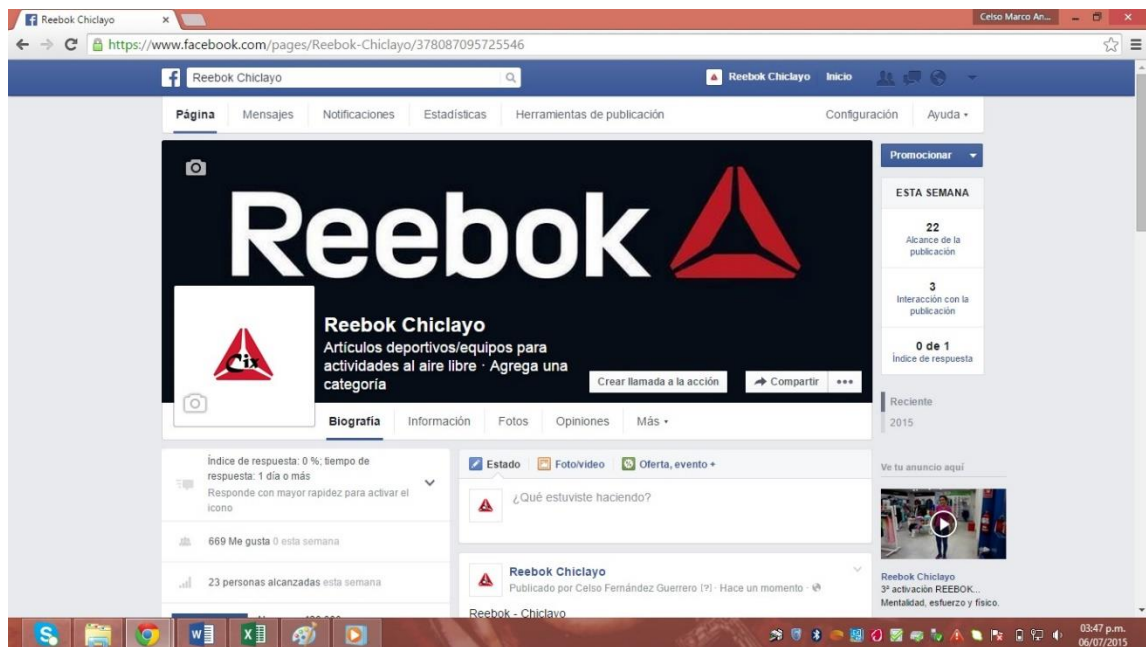 Reebok Chiclayo
Celso Marco An...
https://www.facebook.com/pages/Reebok-Chiclayo/378087095725546
Reebok Chiclayo
Reebok Chiclayo Inicio
Página Mensajes Notificaciones Estadísticas Herramientas de publicación Configuración Ayuda
Reebok
Cix
Reebok Chiclayo
Artículos deportivos/equipos para
actividades al aire libre · Agrega una
categoría
Crear llamada a la acción Compartir
Biografía Información Fotos Opiniones Más
Promocionar
ESTA SEMANA
22
Alcance de la
publicación
3
Interacción con la
publicación
0 de 1
Índice de respuesta
Reciente
2015
Índice de respuesta: 0 %; tiempo de
respuesta: 1 día o más
Responde con mayor rapidez para activar el
icono
669 Me gusta 0 esta semana
23 personas alcanzadas esta semana
Estado Foto/video Oferta, evento +
¿Qué estuviste haciendo?
Reebok Chiclayo
Publicado por Celso Fernández Guerrero [?] · Hace un momento ·
Reebok - Chiclayo
Ve tu anuncio aquí
Reebok Chiclayo
3ª activación REEBOK...
Mentalidad, esfuerzo y físico.
03:47 p.m.
06/07/2015